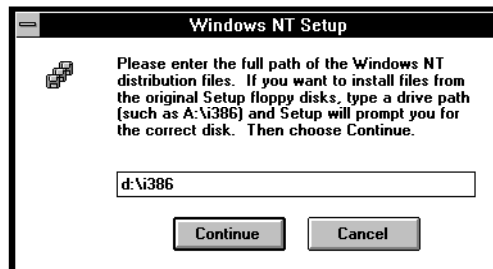 Windows NT Setup
Please enter the full path of the Windows NT
distribution files.  If you want to install files from
the original Setup floppy disks, type a drive path
(such as A:\i386) and Setup will prompt you for
the correct disk.  Then choose Continue.
d:\i386
Continue Cancel